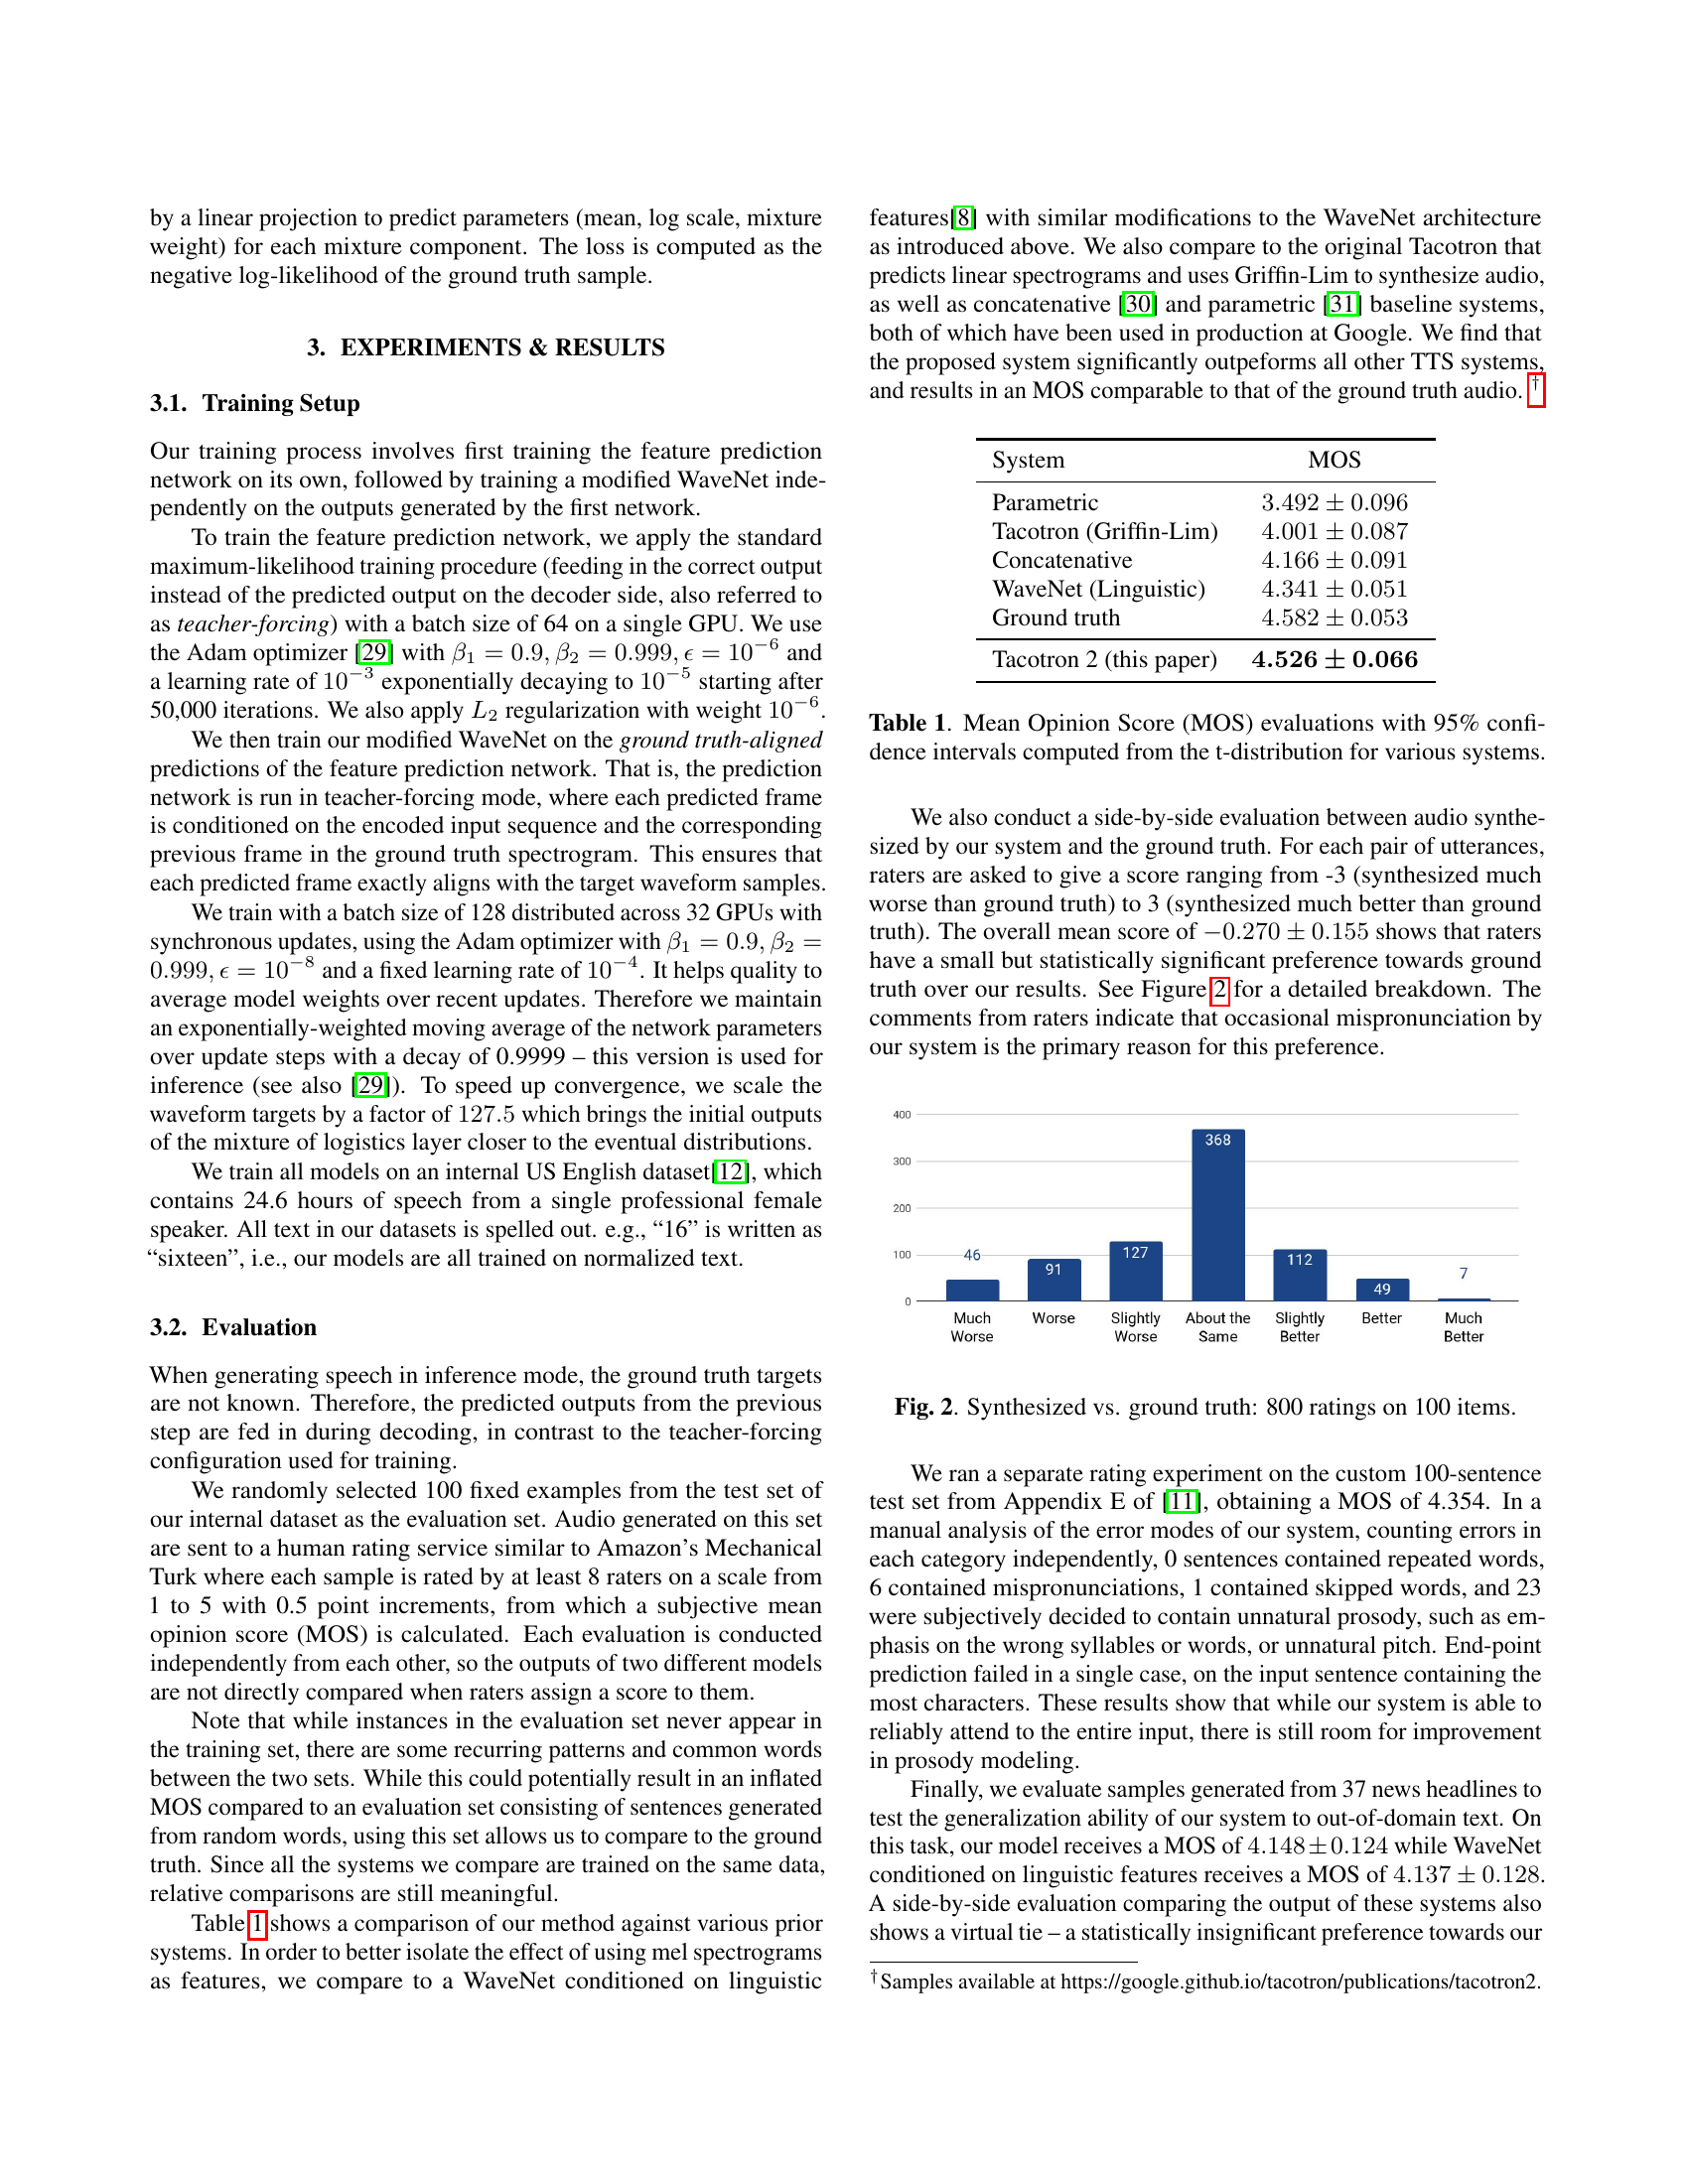 by a linear projection to predict parameters (mean, log scale, mixture
weight) for each mixture component. The loss is computed as the
negative log-likelihood of the ground truth sample.
3. EXPERIMENTS & RESULTS
3.1. Training Setup
Our training process involves first training the feature prediction
network on its own, followed by training a modified WaveNet inde-
pendently on the outputs generated by the first network.
To train the feature prediction network, we apply the standard
maximum-likelihood training procedure (feeding in the correct output
instead of the predicted output on the decoder side, also referred to
as teacher-forcing) with a batch size of 64 on a single GPU. We use
the Adam optimizer [29] with β₁ = 0.9, β₂ = 0.999, ϵ = 10⁻⁶ and
a learning rate of 10⁻³ exponentially decaying to 10⁻⁵ starting after
50,000 iterations. We also apply L₂ regularization with weight 10⁻⁶.
We then train our modified WaveNet on the ground truth-aligned
predictions of the feature prediction network. That is, the prediction
network is run in teacher-forcing mode, where each predicted frame
is conditioned on the encoded input sequence and the corresponding
previous frame in the ground truth spectrogram. This ensures that
each predicted frame exactly aligns with the target waveform samples.
We train with a batch size of 128 distributed across 32 GPUs with
synchronous updates, using the Adam optimizer with β₁ = 0.9, β₂ =
0.999, ϵ = 10⁻⁸ and a fixed learning rate of 10⁻⁴. It helps quality to
average model weights over recent updates. Therefore we maintain
an exponentially-weighted moving average of the network parameters
over update steps with a decay of 0.9999 – this version is used for
inference (see also [29]). To speed up convergence, we scale the
waveform targets by a factor of 127.5 which brings the initial outputs
of the mixture of logistics layer closer to the eventual distributions.
We train all models on an internal US English dataset[12], which
contains 24.6 hours of speech from a single professional female
speaker. All text in our datasets is spelled out. e.g., “16” is written as
“sixteen”, i.e., our models are all trained on normalized text.
3.2. Evaluation
When generating speech in inference mode, the ground truth targets
are not known. Therefore, the predicted outputs from the previous
step are fed in during decoding, in contrast to the teacher-forcing
configuration used for training.
We randomly selected 100 fixed examples from the test set of
our internal dataset as the evaluation set. Audio generated on this set
are sent to a human rating service similar to Amazon’s Mechanical
Turk where each sample is rated by at least 8 raters on a scale from
1 to 5 with 0.5 point increments, from which a subjective mean
opinion score (MOS) is calculated. Each evaluation is conducted
independently from each other, so the outputs of two different models
are not directly compared when raters assign a score to them.
Note that while instances in the evaluation set never appear in
the training set, there are some recurring patterns and common words
between the two sets. While this could potentially result in an inflated
MOS compared to an evaluation set consisting of sentences generated
from random words, using this set allows us to compare to the ground
truth. Since all the systems we compare are trained on the same data,
relative comparisons are still meaningful.
Table 1 shows a comparison of our method against various prior
systems. In order to better isolate the effect of using mel spectrograms
as features, we compare to a WaveNet conditioned on linguistic
features[8] with similar modifications to the WaveNet architecture
as introduced above. We also compare to the original Tacotron that
predicts linear spectrograms and uses Griffin-Lim to synthesize audio,
as well as concatenative [30] and parametric [31] baseline systems,
both of which have been used in production at Google. We find that
the proposed system significantly outpeforms all other TTS systems,
and results in an MOS comparable to that of the ground truth audio. †
System MOS
Parametric 3.492 ± 0.096
Tacotron (Griffin-Lim) 4.001 ± 0.087
Concatenative 4.166 ± 0.091
WaveNet (Linguistic) 4.341 ± 0.051
Ground truth 4.582 ± 0.053
Tacotron 2 (this paper) 4.526 ± 0.066
Table 1. Mean Opinion Score (MOS) evaluations with 95% confi-
dence intervals computed from the t-distribution for various systems.
We also conduct a side-by-side evaluation between audio synthe-
sized by our system and the ground truth. For each pair of utterances,
raters are asked to give a score ranging from -3 (synthesized much
worse than ground truth) to 3 (synthesized much better than ground
truth). The overall mean score of −0.270 ± 0.155 shows that raters
have a small but statistically significant preference towards ground
truth over our results. See Figure 2 for a detailed breakdown. The
comments from raters indicate that occasional mispronunciation by
our system is the primary reason for this preference.
400
300
200
100
0
46 91 127 368 112 49 7
Much Worse Slightly About the Slightly Better Much
Worse Worse Same Better Better
Fig. 2. Synthesized vs. ground truth: 800 ratings on 100 items.
We ran a separate rating experiment on the custom 100-sentence
test set from Appendix E of [11], obtaining a MOS of 4.354. In a
manual analysis of the error modes of our system, counting errors in
each category independently, 0 sentences contained repeated words,
6 contained mispronunciations, 1 contained skipped words, and 23
were subjectively decided to contain unnatural prosody, such as em-
phasis on the wrong syllables or words, or unnatural pitch. End-point
prediction failed in a single case, on the input sentence containing the
most characters. These results show that while our system is able to
reliably attend to the entire input, there is still room for improvement
in prosody modeling.
Finally, we evaluate samples generated from 37 news headlines to
test the generalization ability of our system to out-of-domain text. On
this task, our model receives a MOS of 4.148±0.124 while WaveNet
conditioned on linguistic features receives a MOS of 4.137 ± 0.128.
A side-by-side evaluation comparing the output of these systems also
shows a virtual tie – a statistically insignificant preference towards our
†Samples available at https://google.github.io/tacotron/publications/tacotron2.